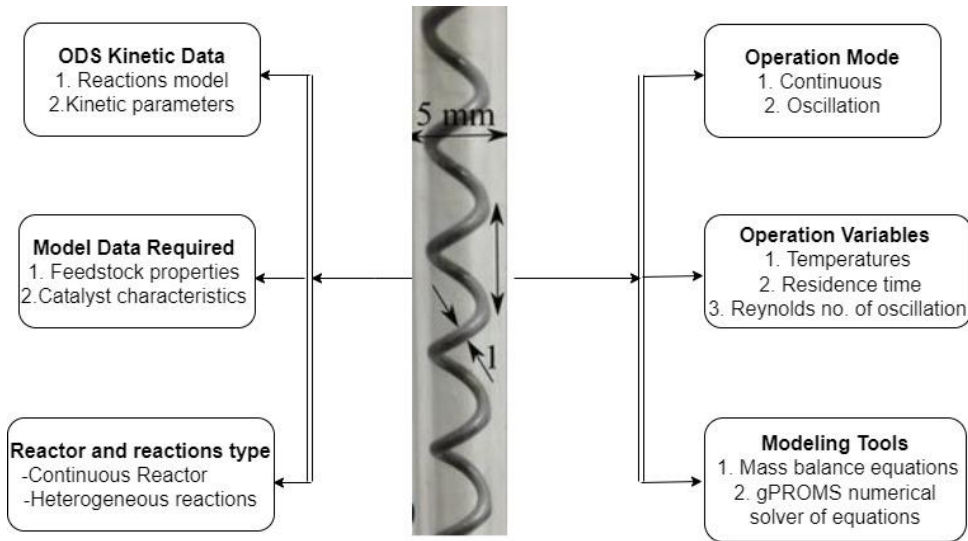 ODS Kinetic Data
1. Reactions model
2.Kinetic parameters
Model Data Required
1. Feedstock properties
2.Catalyst characteristics
Reactor and reactions type
-Continuous Reactor
-Heterogeneous reactions
5 mm
1
Operation Mode
1. Continuous
2. Oscillation
Operation Variables
1. Temperatures
2. Residence time
3. Reynolds no. of oscillation
Modeling Tools
1. Mass balance equations
2. gPROMS numerical
solver of equations